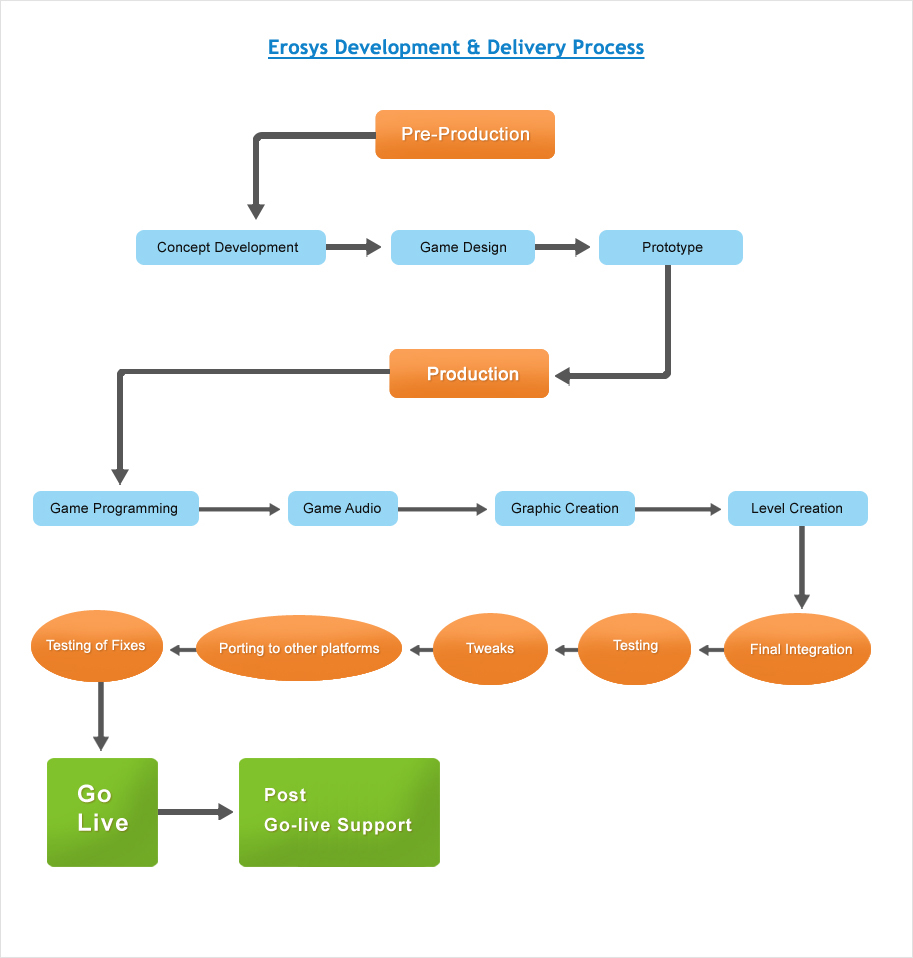 Erosys Development & Delivery Process
Pre-Production
Concept Development
Game Design
Prototype
Production
Game Programming
Game Audio
Graphic Creation
Level Creation
Testing of Fixes
Porting to other platforms
Tweaks
Testing
Final Integration
Go
Live
Post
Go-live Support